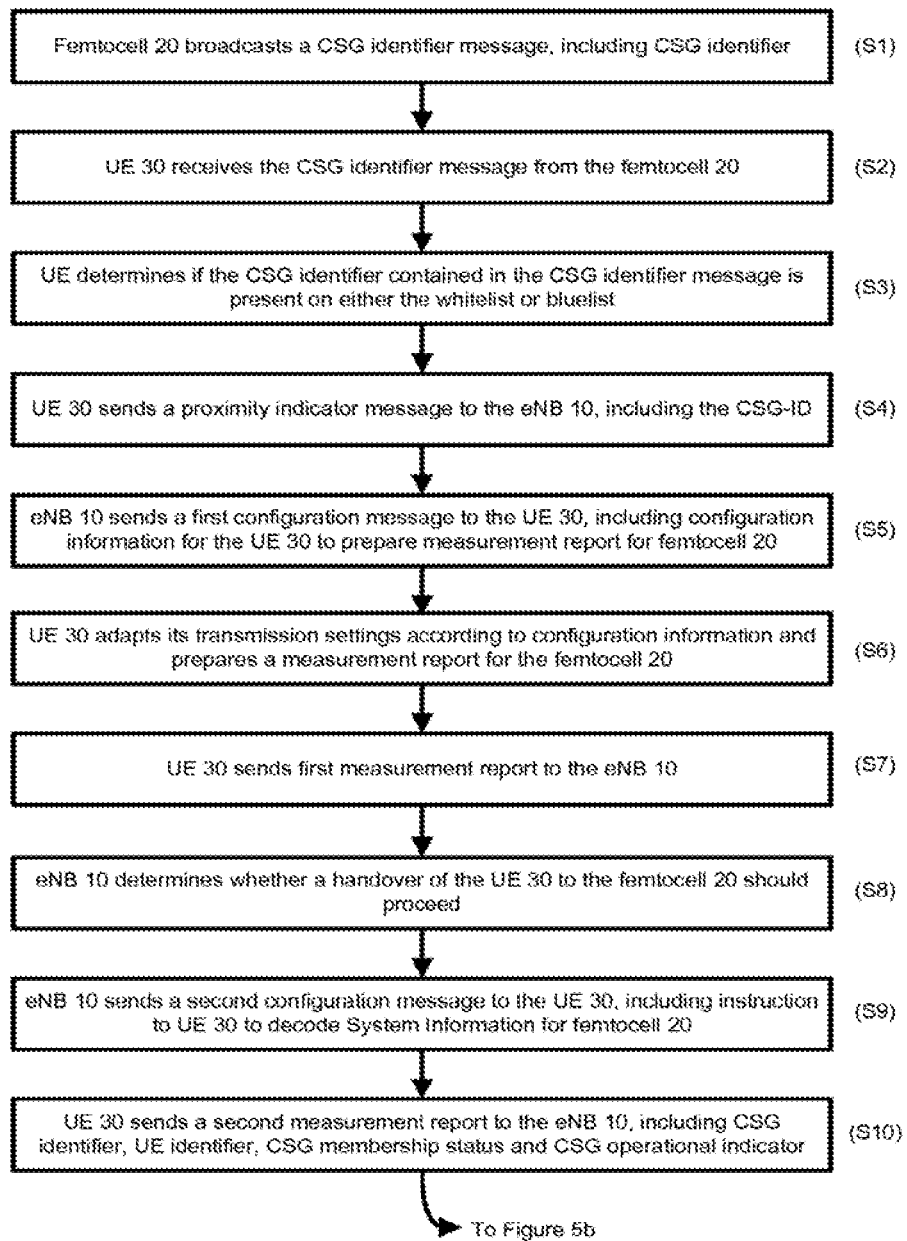 Femtocell 20 broadcasts a CSG identifier message, including CSG identifier
(S1)
UE 30 receives the CSG identifier message from the femtocell 20
(S2)
UE determines if the CSG identifier contained in the CSG identifier message is
present on either the whitelist or bluelist
(S3)
UE 30 sends a proximity indicator message to the eNB 10, including the CSG-ID
(S4)
eNB 10 sends a first configuration message to the UE 30, including configuration
information for the UE 30 to prepare measurement report for femtocell 20
(S5)
UE 30 adapts its transmission settings according to configuration information and
prepares a measurement report for the femtocell 20
(S6)
UE 30 sends first measurement report to the eNB 10
(S7)
eNB 10 determines whether a handover of the UE 30 to the femtocell 20 should
proceed
(S8)
eNB 10 sends a second configuration message to the UE 30, including instruction
to UE 30 to decode System Information for femtocell 20
(S9)
UE 30 sends a second measurement report to the eNB 10, including CSG
identifier, UE identifier, CSG membership status and CSG operational indicator
(S10)
To Figure 5b